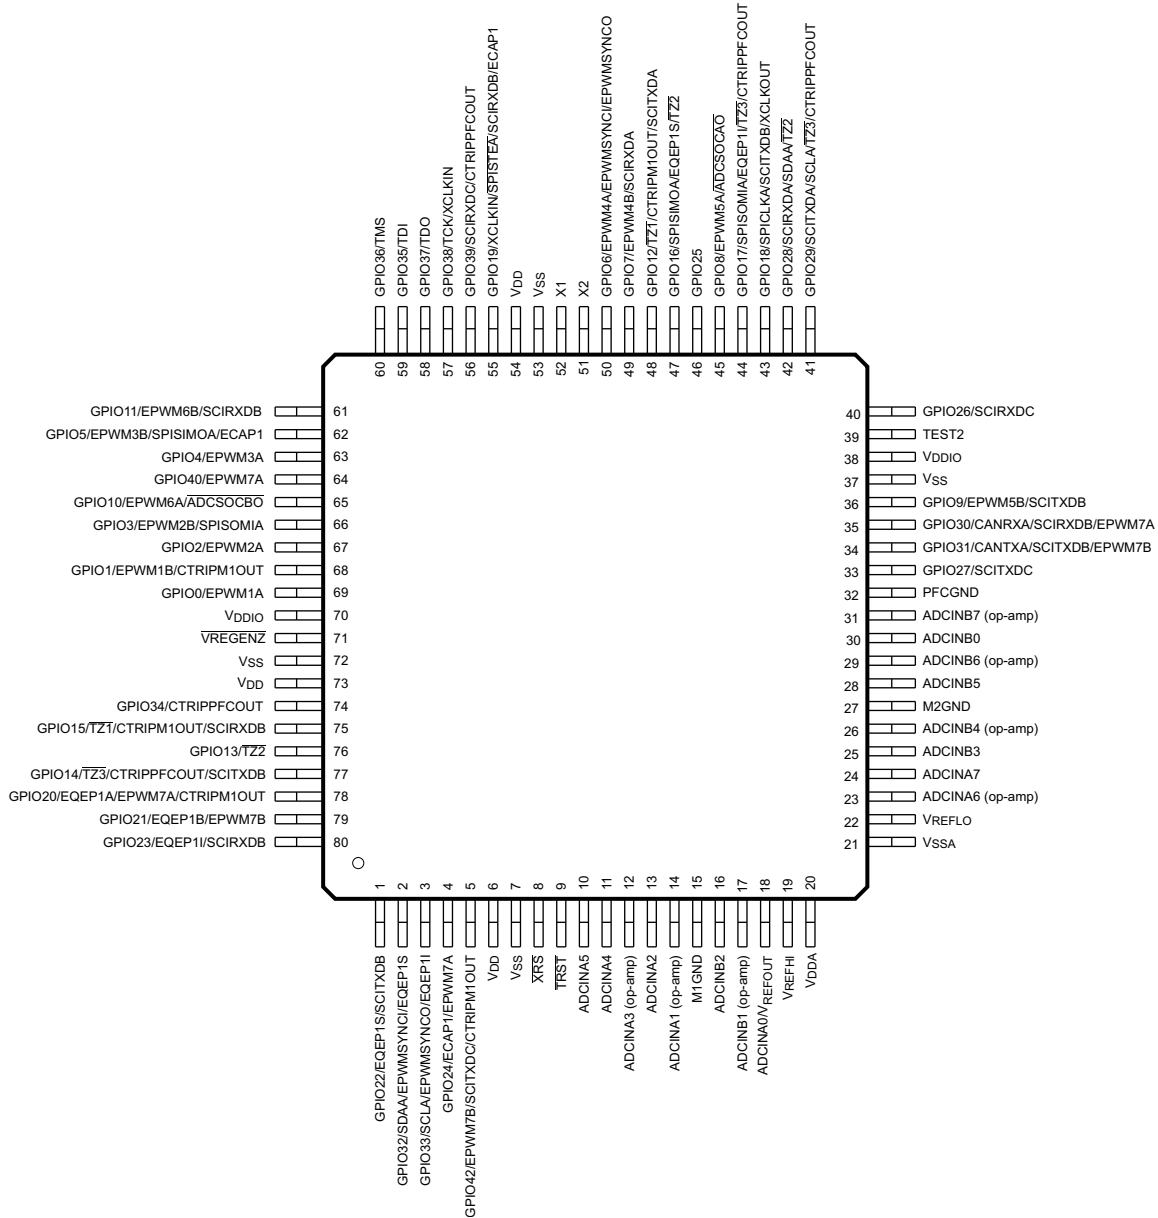 GPIO36/TMS
GPIO35/TDI
GPIO37/TDO
GPIO38/TCK/XCLKIN
GPIO39/SCIRXDC/CTRIPPFCOUT
GPIO19/XCLKIN/SPISTEA/SCIRXDB/ECAP1
VDD
VSS
X1
X2
GPIO6/EPWM4A/EPWMSYNCI/EPWMSYNCO
GPIO7/EPWM4B/SCIRXDA
GPIO12/TZ1/CTRIPM1OUT/SCITXDA
GPIO16/SPISIMOA/EQEP1S/TZ2
GPIO25
GPIO8/EPWM5A/ADCSOCAO
GPIO17/SPISOMIA/EQEP1I/TZ3/CTRIPPFCOUT
GPIO18/SPICLKA/SCITXDB/XCLKOUT
GPIO28/SCIRXDA/SDAA/TZ2
GPIO29/SCITXDA/SCLA/TZ3/CTRIPPFCOUT
60
59
58
57
56
55
54
53
52
51
50
49
48
47
46
45
44
43
42
41
GPIO11/EPWM6B/SCIRXDB 61
GPIO5/EPWM3B/SPISIMOA/ECAP1 62
GPIO4/EPWM3A 63
GPIO40/EPWM7A 64
GPIO10/EPWM6A/ADCSOCBO 65
GPIO3/EPWM2B/SPISOMIA 66
GPIO2/EPWM2A 67
GPIO1/EPWM1B/CTRIPM1OUT 68
GPIO0/EPWM1A 69
VDDIO 70
VREGENZ 71
VSS 72
VDD 73
GPIO34/CTRIPPFCOUT 74
GPIO15/TZ1/CTRIPM1OUT/SCIRXDB 75
GPIO13/TZ2 76
GPIO14/TZ3/CTRIPPFCOUT/SCITXDB 77
GPIO20/EQEP1A/EPWM7A/CTRIPM1OUT 78
GPIO21/EQEP1B/EPWM7B 79
GPIO23/EQEP1I/SCIRXDB 80
40 GPIO26/SCIRXDC
39 TEST2
38 VDDIO
37 VSS
36 GPIO9/EPWM5B/SCITXDB
35 GPIO30/CANRXA/SCIRXDB/EPWM7A
34 GPIO31/CANTXA/SCITXDB/EPWM7B
33 GPIO27/SCITXDC
32 PFCGND
31 ADCINB7 (op-amp)
30 ADCINB0
29 ADCINB6 (op-amp)
28 ADCINB5
27 M2GND
26 ADCINB4 (op-amp)
25 ADCINB3
24 ADCINA7
23 ADCINA6 (op-amp)
22 VREFLO
21 VSSA
1
2
3
4
5
6
7
8
9
10
11
12
13
14
15
16
17
18
19
20
GPIO22/EQEP1S/SCITXDB
GPIO32/SDAA/EPWMSYNCI/EQEP1S
GPIO33/SCLA/EPWMSYNCO/EQEP1I
GPIO24/ECAP1/EPWM7A
GPIO42/EPWM7B/SCITXDC/CTRIPM1OUT
VDD
VSS
XRS
TRST
ADCINA5
ADCINA4
ADCINA3 (op-amp)
ADCINA2
ADCINA1 (op-amp)
M1GND
ADCINB2
ADCINB1 (op-amp)
ADCINA0/VREFOUT
VREFHI
VDDA